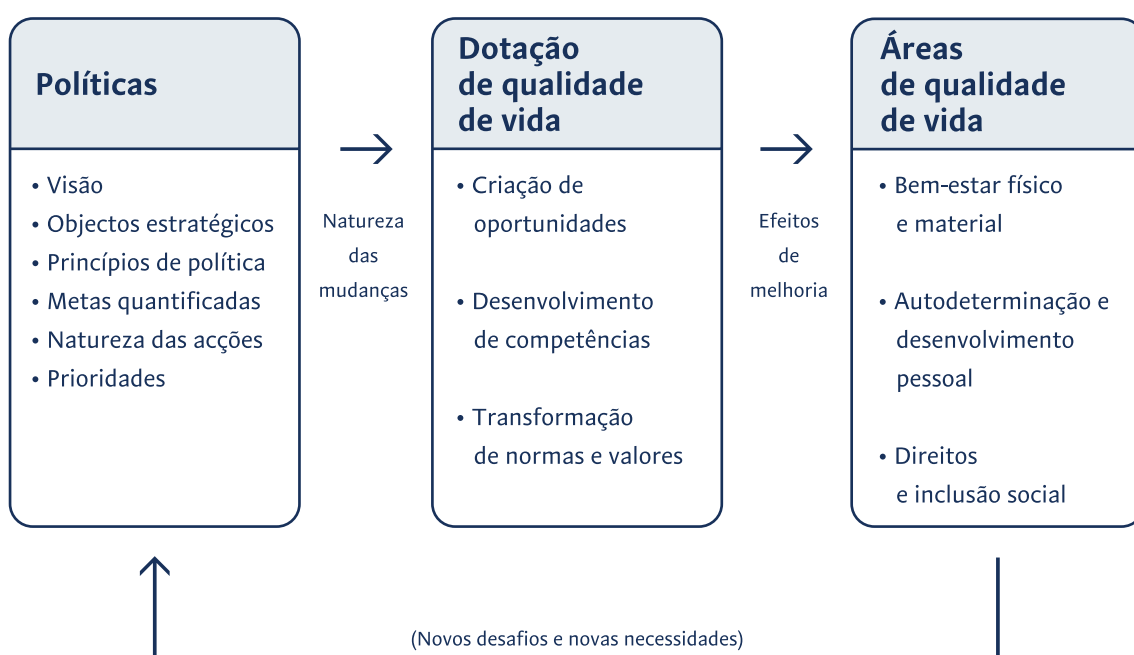 Políticas
• Visão
• Objectos estratégicos
• Princípios de política
• Metas quantificadas
• Natureza das acções
• Prioridades
Natureza
das
mudanças
Dotação
de qualidade
de vida
• Criação de
oportunidades
• Desenvolvimento
de competências
• Transformação
de normas e valores
Efeitos
de
melhoria
Áreas
de qualidade
de vida
• Bem-estar físico
e material
• Autodeterminação e
desenvolvimento
pessoal
• Direitos
e inclusão social
(Novos desafios e novas necessidades)